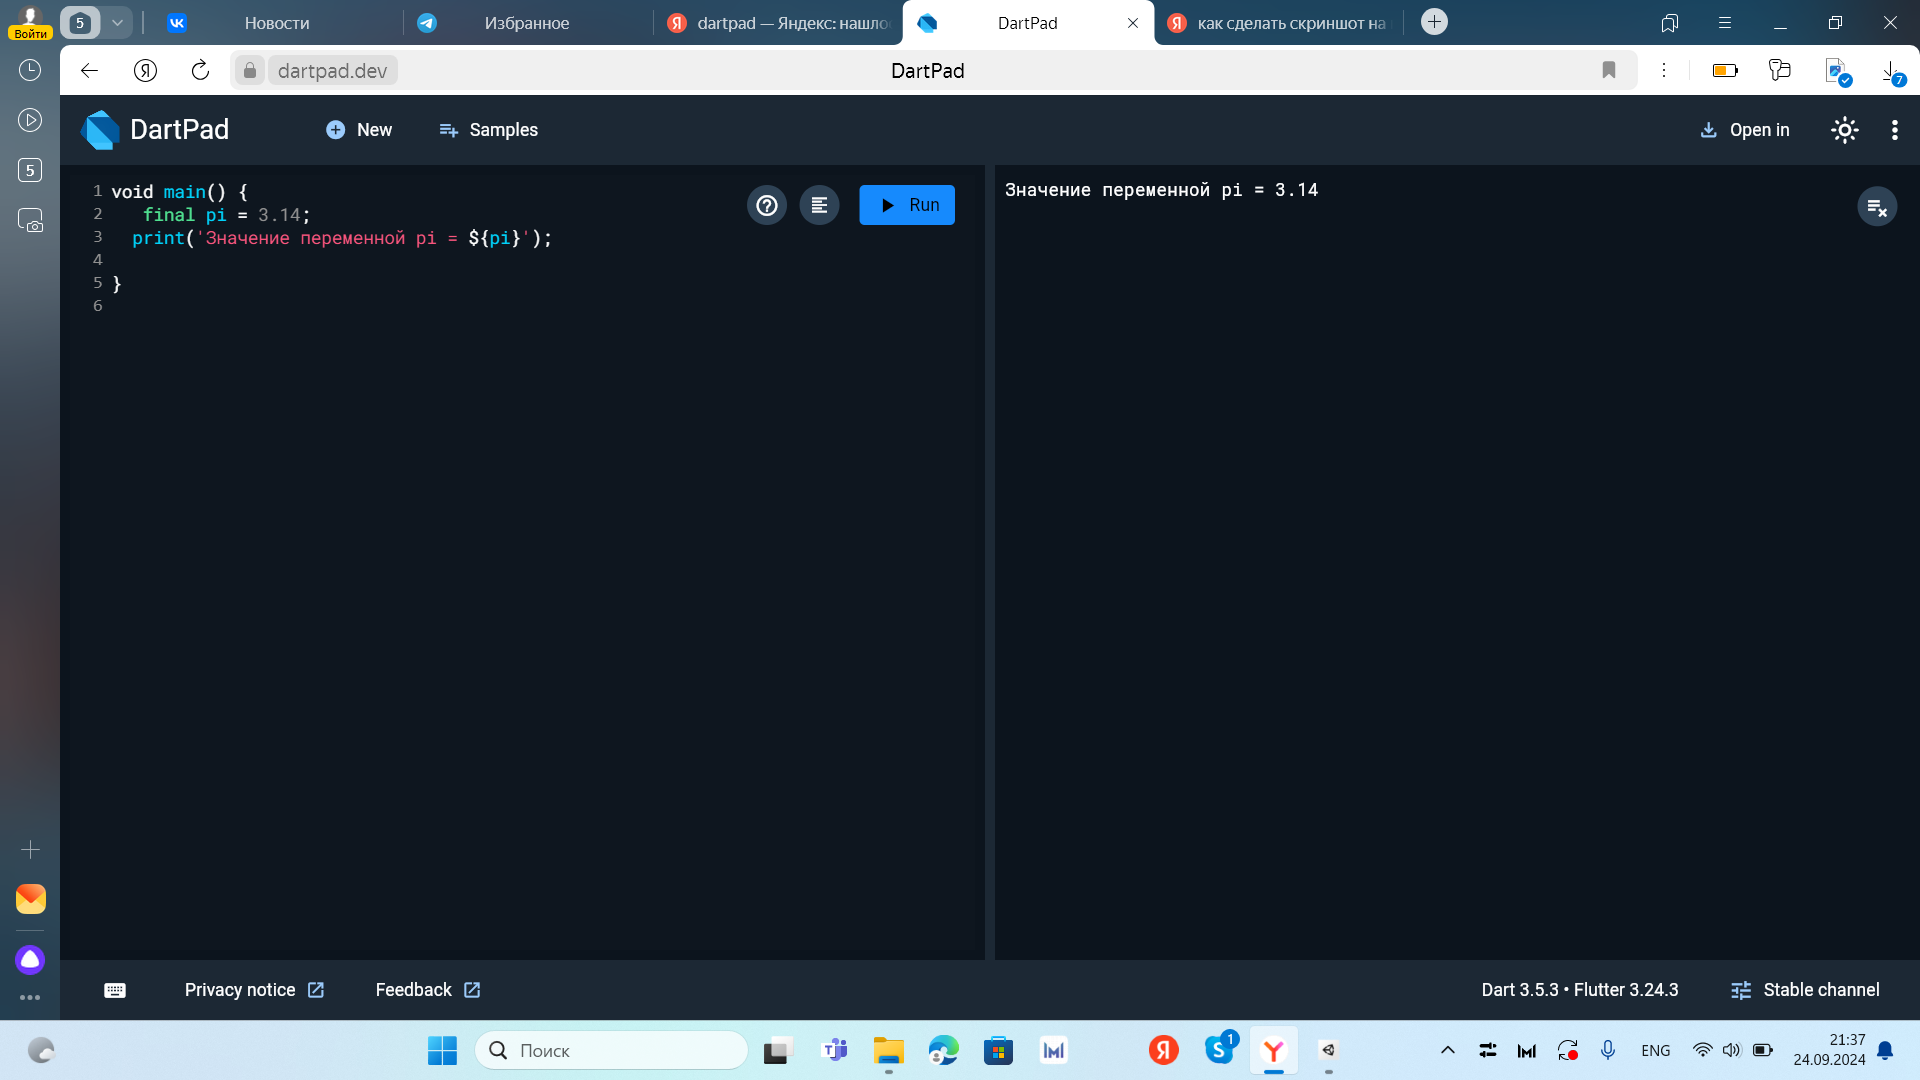 5
Новости
Избранное
dartpad — Яндекс: нашло
DartPad
как сделать скриншот на
Войти
dartpad.dev
DartPad
7
DartPad
New
Samples
Open in
5
1 void main() {
2 final pi = 3.14;
3 print('Значение переменной pi = ${pi}');
4
5 }
6
Run
Значение переменной pi = 3.14
Privacy notice
Feedback
Dart 3.5.3 • Flutter 3.24.3
Stable channel
Поиск
1
ENG
21:37
24.09.2024